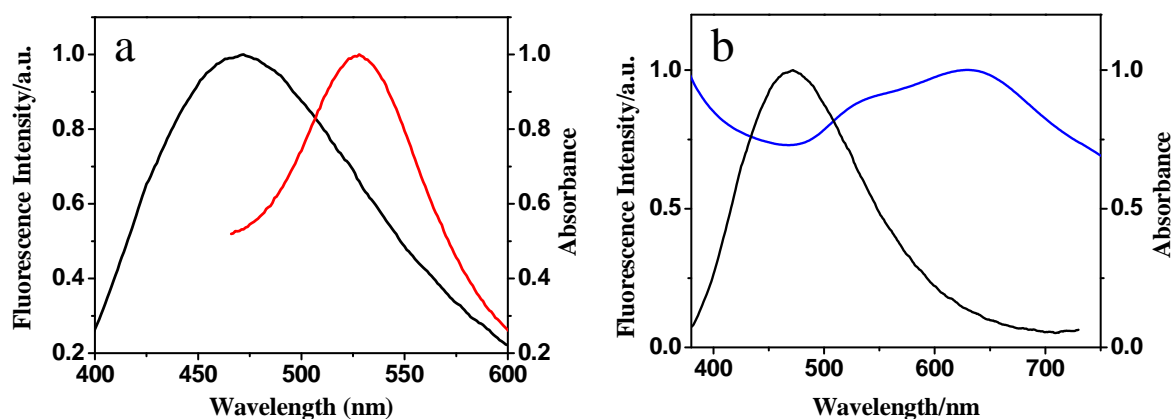 a
Fluorescence Intensity/a.u.
1.0
0.8
0.6
0.4
0.2
1.0
0.8
0.6
0.4
0.2
Absorbance
400 450 500 550 600
Wavelength (nm)
b
Fluorescence Intensity/a.u.
1.0
0.5
0.0
1.0
0.5
0.0
Absorbance
400 500 600 700
Wavelength/nm